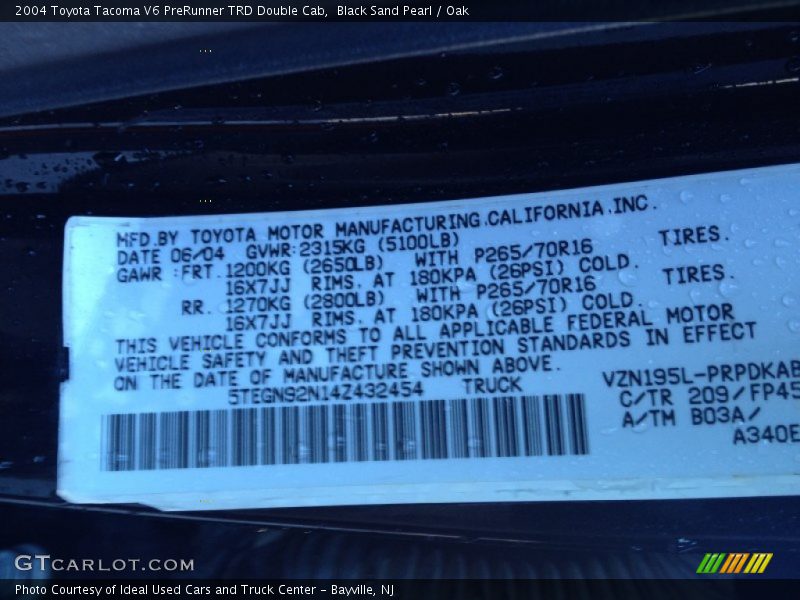 2004 Toyota Tacoma V6 PreRunner TRD Double Cab,  Black Sand Pearl / Oak
MFD.BY TOYOTA MOTOR MANUFACTURING.CALIFORNIA.INC.
DATE 06/04 GVWR:2315KG (5100LB)
GAWR :FRT.1200KG (2650LB) WITH P265/70R16 TIRES.
16X7JJ RIMS. AT 180KPA (26PSI) COLD.
RR. 1270KG (2800LB) WITH P265/70R16 TIRES.
16X7JJ RIMS. AT 180KPA (26PSI) COLD.
THIS VEHICLE CONFORMS TO ALL APPLICABLE FEDERAL MOTOR
VEHICLE SAFETY AND THEFT PREVENTION STANDARDS IN EFFECT
ON THE DATE OF MANUFACTURE SHOWN ABOVE.
5TEGN92N14Z432454 TRUCK
VZN195L-PRPDKAB
C/TR 209/FP45
A/TM B03A/
A340E
GTCARLOT.COM
Photo Courtesy of Ideal Used Cars and Truck Center - Bayville, NJ